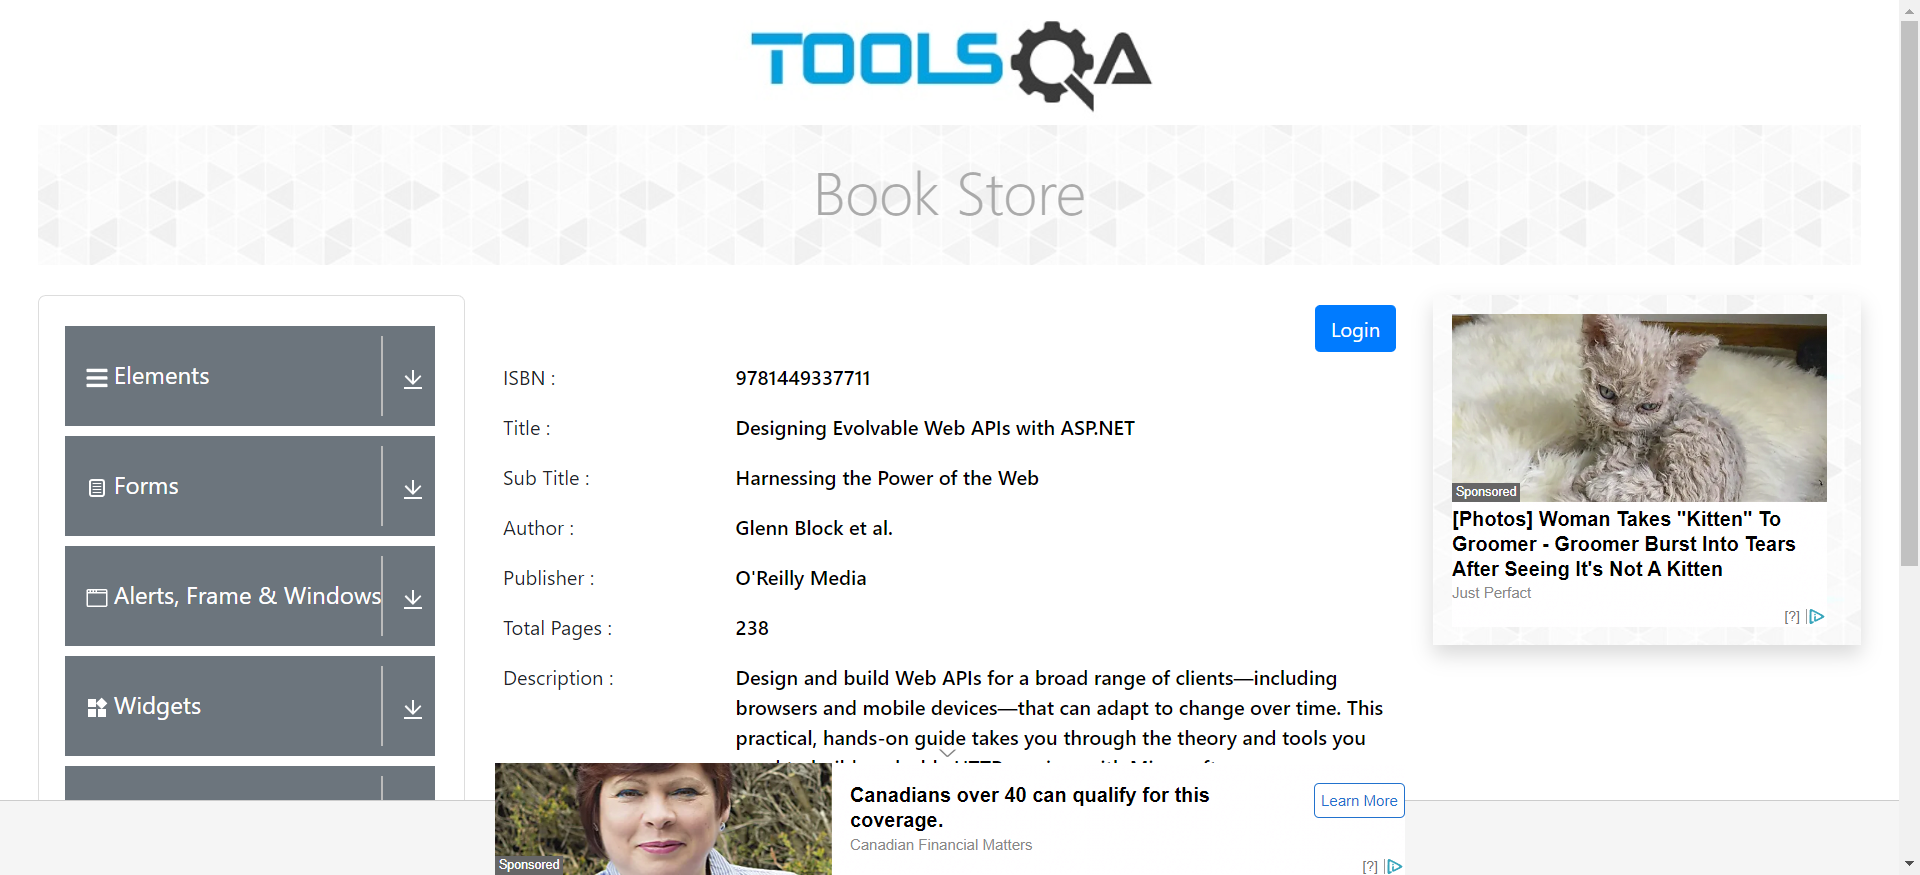 TOOLSQA
Book Store
Elements
Forms
Alerts, Frame & Windows
Widgets
Login
ISBN :
9781449337711
Title :
Designing Evolvable Web APIs with ASP.NET
Sub Title :
Harnessing the Power of the Web
Author :
Glenn Block et al.
Publisher :
O'Reilly Media
Total Pages :
238
Description :
Design and build Web APIs for a broad range of clients—including
browsers and mobile devices—that can adapt to change over time. This
practical, hands-on guide takes you through the theory and tools you
Sponsored
[Photos] Woman Takes "Kitten" To
Groomer - Groomer Burst Into Tears
After Seeing It's Not A Kitten
Just Perfact
[?]
Sponsored
Canadians over 40 can qualify for this
coverage.
Canadian Financial Matters
Learn More
[?]